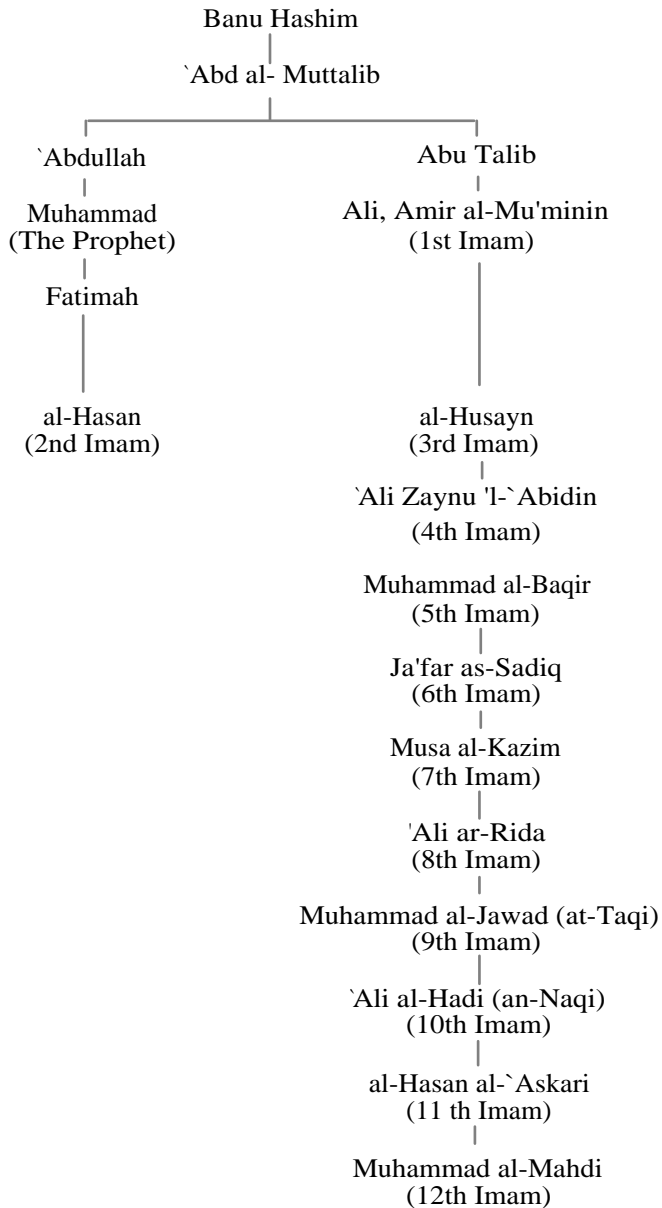 Banu Hashim
`Abd al- Muttalib
`Abdullah
Abu Talib
Muhammad
(The Prophet)
Ali, Amir al-Mu'minin
(1st Imam)
Fatimah
al-Hasan
(2nd Imam)
al-Husayn
(3rd Imam)
`Ali Zaynu 'l-`Abidin
(4th Imam)
Muhammad al-Baqir
(5th Imam)
Ja'far as-Sadiq
(6th Imam)
Musa al-Kazim
(7th Imam)
'Ali ar-Rida
(8th Imam)
Muhammad al-Jawad (at-Taqi)
(9th Imam)
`Ali al-Hadi (an-Naqi)
(10th Imam)
al-Hasan al-`Askari
(11 th Imam)
Muhammad al-Mahdi
(12th Imam)